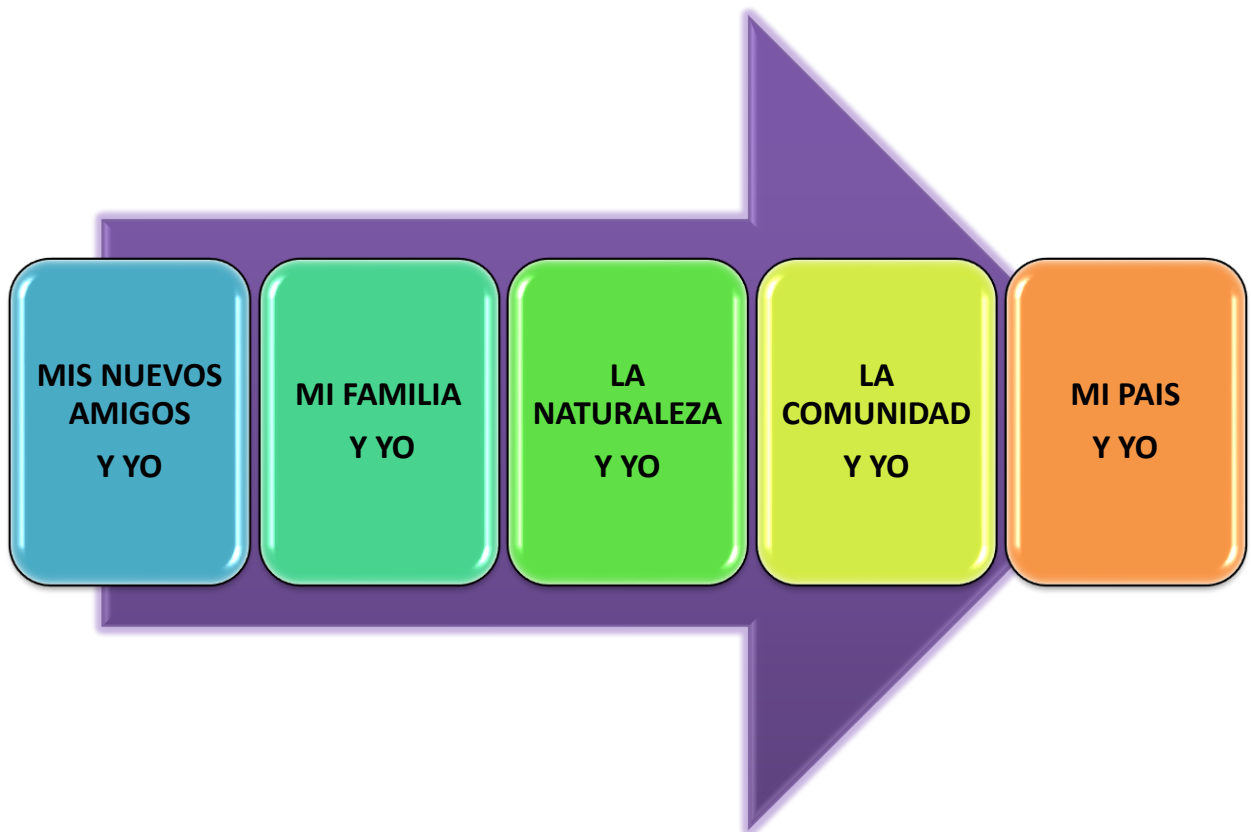 MIS NUEVOS
AMIGOS
Y YO
MI FAMILIA
Y YO
LA
NATURALEZA
Y YO
LA
COMUNIDAD
Y YO
MI PAIS
Y YO